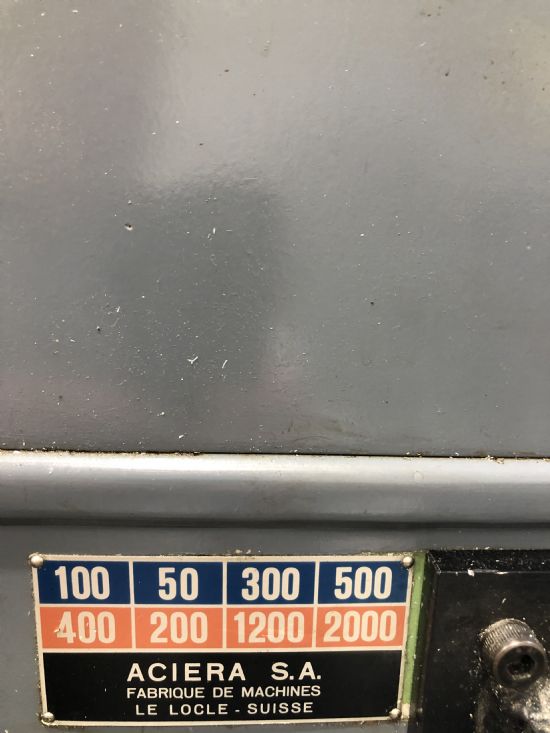 100 50 300 500
400 200 1200 2000
ACIERA S.A.
FABRIQUE DE MACHINES
LE LOCLE - SUISSE